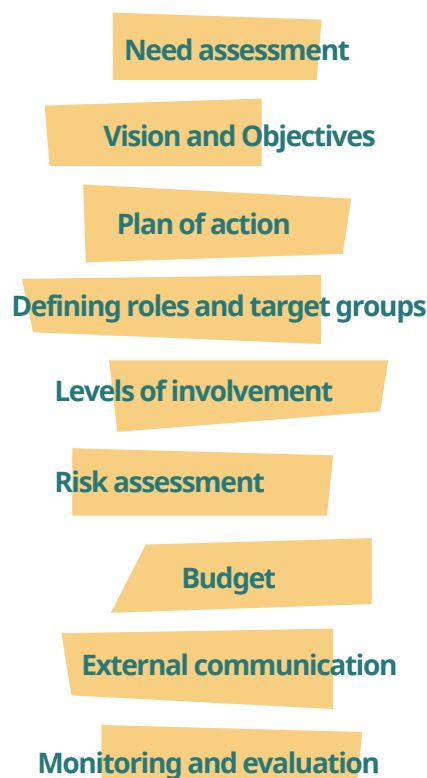 Need assessment
Vision and Objectives
Plan of action
Defining roles and target groups
Levels of involvement
Risk assessment
Budget
External communication
Monitoring and evaluation